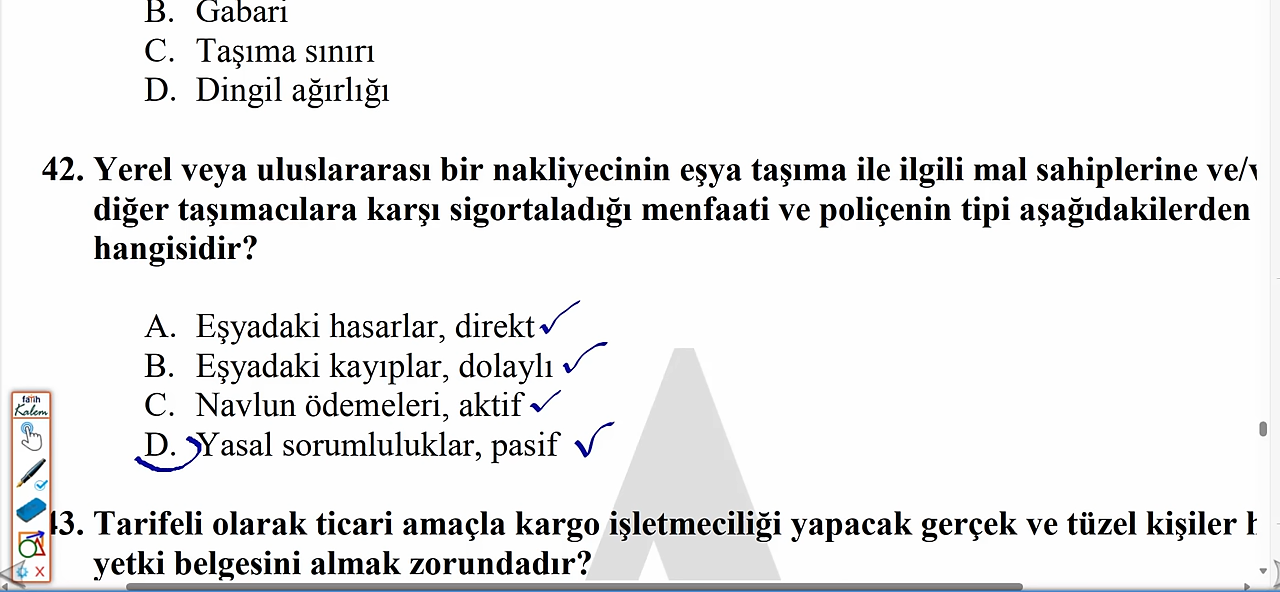 B. Gabari
C. Taşıma sınırı
D. Dingil ağırlığı
42. Yerel veya uluslararası bir nakliyecinin eşya taşıma ile ilgili mal sahiplerine ve/v
diğer taşımacılara karşı sigortaladığı menfaati ve poliçenin tipi aşağıdakilerden
hangisidir?
A. Eşyadaki hasarlar, direkt
B. Eşyadaki kayıplar, dolaylı
C. Navlun ödemeleri, aktif
D. Yasal sorumluluklar, pasif
fatih
Kalem
43. Tarifeli olarak ticari amaçla kargo işletmeciliği yapacak gerçek ve tüzel kişiler h
yetki belgesini almak zorundadır?